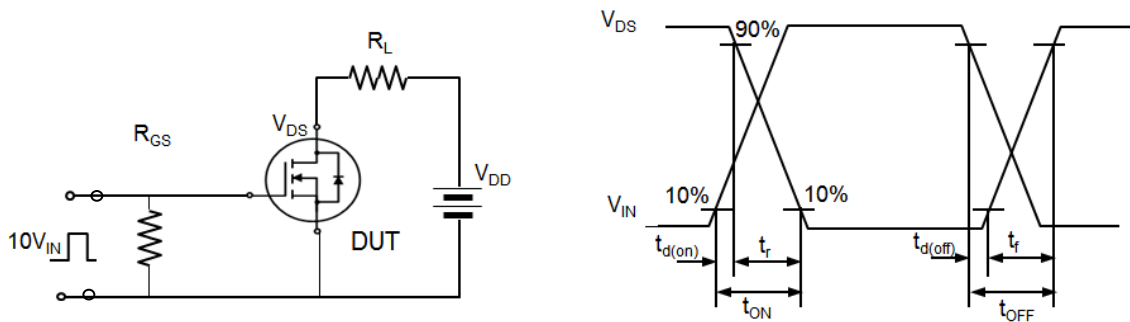 R_L
V_DS
R_GS
V_DD
10V_IN
DUT
V_DS
90%
V_IN
10%
10%
t_d(on)
t_r
t_ON
t_d(off)
t_f
t_OFF